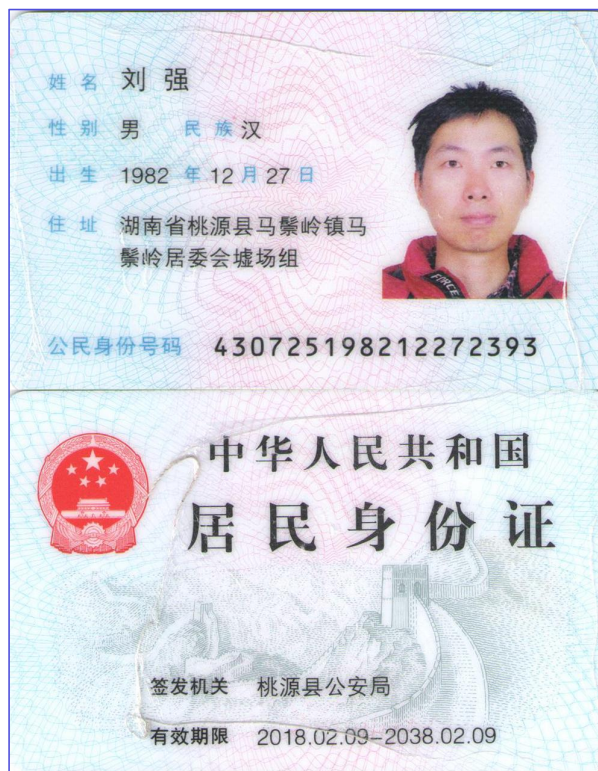 姓名 刘强
性别 男 民族 汉
出生 1982 年 12 月 27 日
住址 湖南省桃源县马鬃岭镇马
鬃岭居委会墟场组
公民身份号码 430725198212272393
中华人民共和国
居民身份证
签发机关 桃源县公安局
有效期限 2018.02.09-2038.02.09